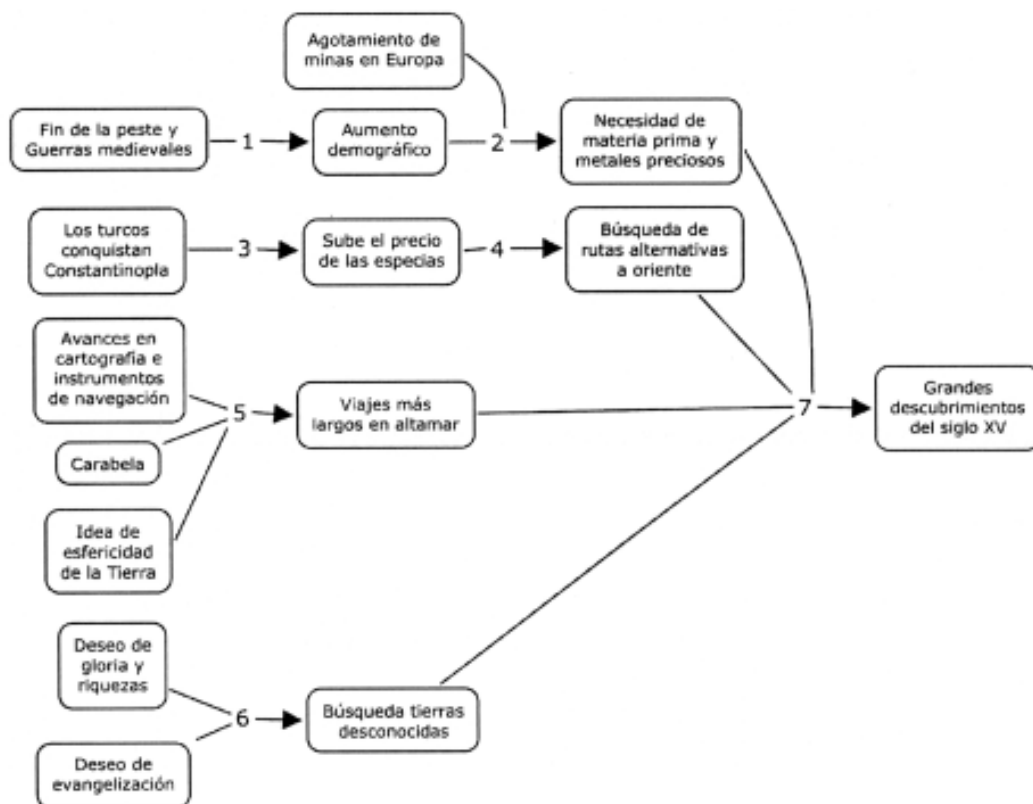 Agotamiento de
minas en Europa
Fin de la peste y
Guerras medievales
1
Aumento
demográfico
2
Necesidad de
materia prima y
metales preciosos
Los turcos
conquistan
Constantinopla
3
Sube el precio
de las especias
4
Búsqueda de
rutas alternativas
a oriente
Avances en
cartografía e
instrumentos
de navegación
Carabela
Idea de
esfericidad
de la Tierra
5
Viajes más
largos en altamar
7
Grandes
descubrimientos
del siglo XV
Deseo de
gloria y
riquezas
Deseo de
evangelización
6
Búsqueda tierras
desconocidas